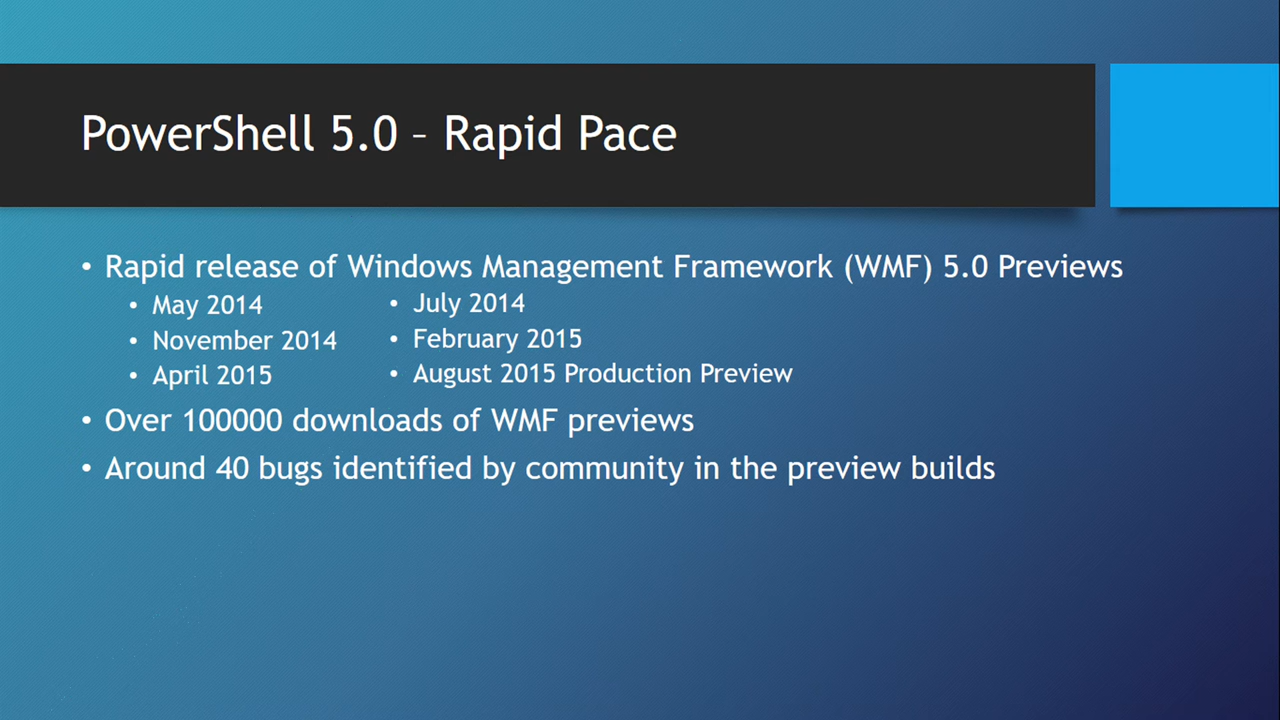 PowerShell 5.0 – Rapid Pace
• Rapid release of Windows Management Framework (WMF) 5.0 Previews
• May 2014 • July 2014
• November 2014 • February 2015
• April 2015 • August 2015 Production Preview
• Over 100000 downloads of WMF previews
• Around 40 bugs identified by community in the preview builds